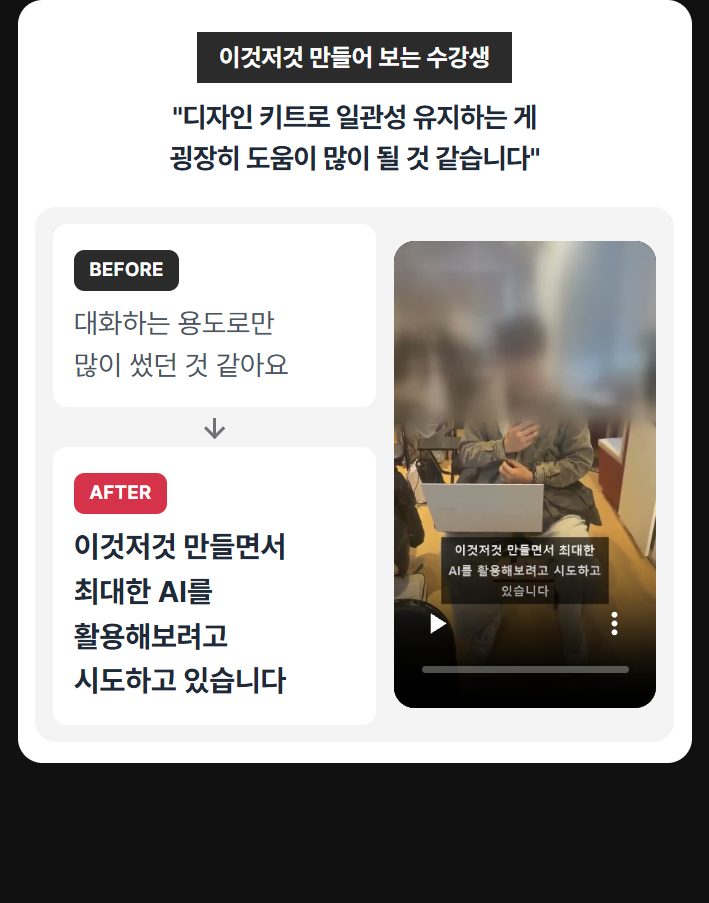 이것저것 만들어 보는 수강생
"디자인 키트로 일관성 유지하는 게
굉장히 도움이 많이 될 것 같습니다"
BEFORE
대화하는 용도로만
많이 썼던 것 같아요
AFTER
이것저것 만들면서
최대한 AI를
활용해보려고
시도하고 있습니다
이것저것 만들면서 최대한
AI를 활용해보려고 시도하고
있습니다